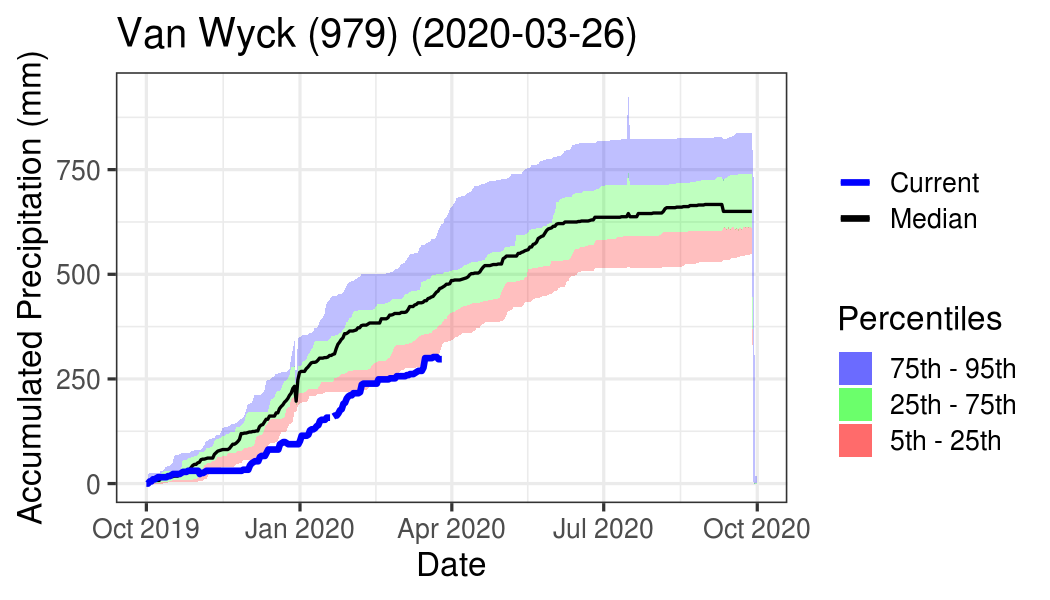 Van Wyck (979) (2020-03-26)
Accumulated Precipitation (mm)
750
500
250
0
Oct 2019
Jan 2020
Apr 2020
Jul 2020
Oct 2020
Date
Current
Median
Percentiles
75th - 95th
25th - 75th
5th - 25th